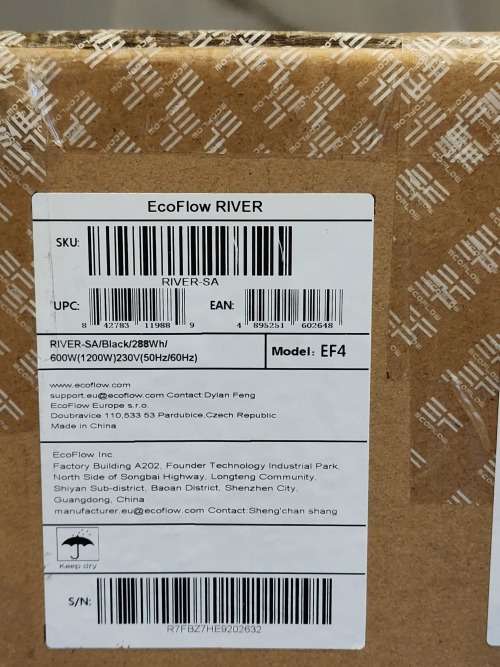 EcoFlow RIVER
SKU:
RIVER-SA
UPC: EAN:
8 42783 11988 9 4 895251 602648
RIVER-SA/Black/288Wh/
600W(1200W)230V(50Hz/60Hz)
Model: EF4
www.ecoflow.com
support.eu@ecoflow.com Contact:Dylan Feng
EcoFlow Europe s.r.o.
Doubravice 110,533 53 Pardubice,Czech Republic
Made in China
EcoFlow Inc.
Factory Building A202, Founder Technology Industrial Park,
North Side of Songbai Highway, Longteng Community,
Shiyan Sub-district, Baoan District, Shenzhen City,
Guangdong, China
manufacturer.eu@ecoflow.com Contact:Sheng'chan shang
Keep dry
S/N:
R7FBZ7HE9202632